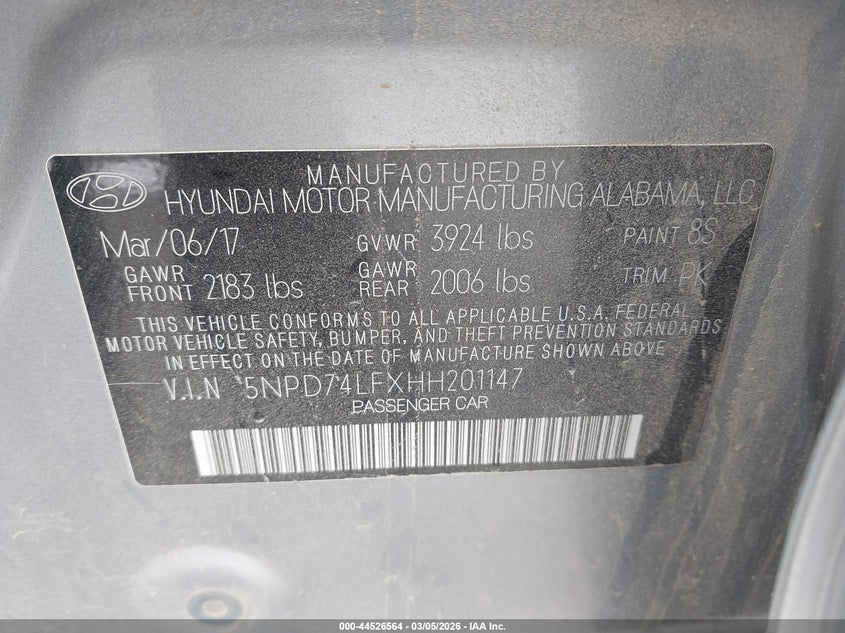 MANUFACTURED BY
HYUNDAI MOTOR MANUFACTURING ALABAMA, LLC
Mar/06/17 GVWR 3924 lbs PAINT 8S
GAWR FRONT 2183 lbs GAWR REAR 2006 lbs TRIM PK
THIS VEHICLE CONFORMS TO ALL APPLICABLE U.S.A. FEDERAL
MOTOR VEHICLE SAFETY, BUMPER, AND THEFT PREVENTION STANDARDS
IN EFFECT ON THE DATE OF MANUFACTURE SHOWN ABOVE.
V.I.N 5NPD74LFXHH201147
PASSENGER CAR
000-44526564 — 03/05/2026 — IAA Inc.